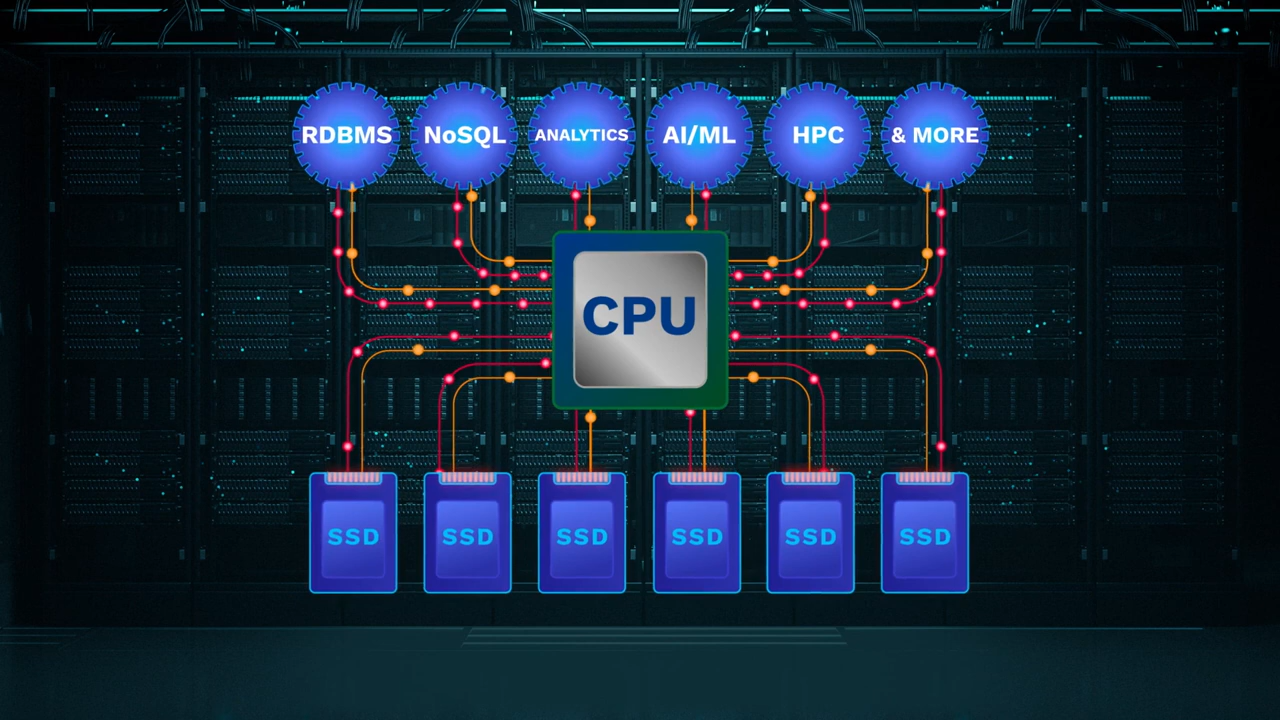 RDBMS
NoSQL
ANALYTICS
AI/ML
HPC
& MORE
CPU
SSD
SSD
SSD
SSD
SSD
SSD